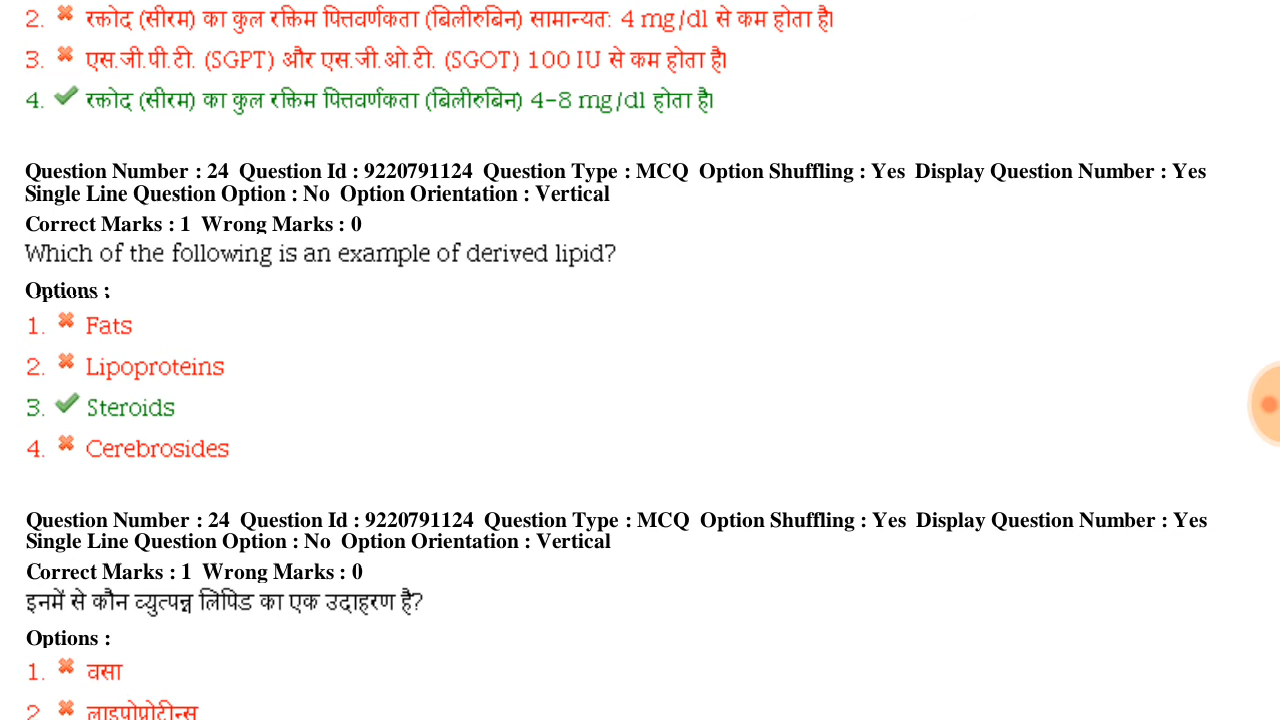 2. रक्तोद (सीरम) का कुल रक्तिम पित्तवर्णकता (बिलीरुबिन) सामान्यत: 4 mg/dl से कम होता है।
3. एस.जी.पी.टी. (SGPT) और एस.जी.ओ.टी. (SGOT) 100 IU से कम होता है।
4. रक्तोद (सीरम) का कुल रक्तिम पित्तवर्णकता (बिलीरुबिन) 4-8 mg/dl होता है।
Question Number : 24 Question Id : 9220791124 Question Type : MCQ Option Shuffling : Yes Display Question Number : Yes
Single Line Question Option : No Option Orientation : Vertical
Correct Marks : 1 Wrong Marks : 0
Which of the following is an example of derived lipid?
Options :
1. Fats
2. Lipoproteins
3. Steroids
4. Cerebrosides
Question Number : 24 Question Id : 9220791124 Question Type : MCQ Option Shuffling : Yes Display Question Number : Yes
Single Line Question Option : No Option Orientation : Vertical
Correct Marks : 1 Wrong Marks : 0
इनमें से कौन व्युत्पन्न लिपिड का एक उदाहरण है?
Options :
1. वसा
2. लाइपोप्रोटीन्स